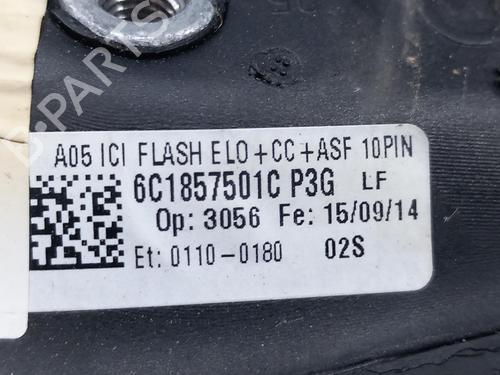 A05 ICI FLASH ELO+CC+ASF 10PIN
6C1857501C P3G LF
Op: 3056 Fe: 15/09/14
Et: 0110-0180 02S
B-PARTS